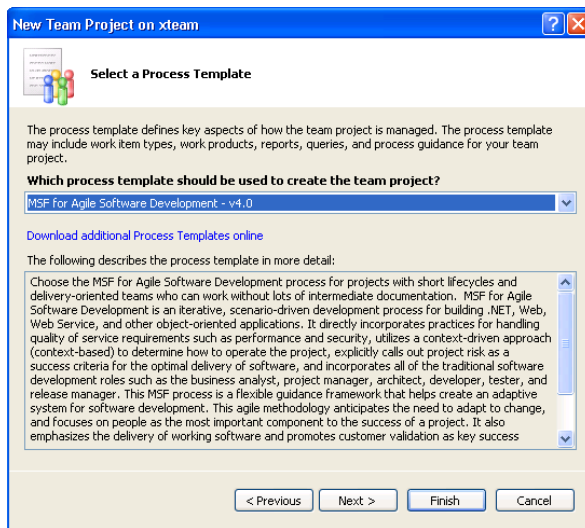 New Team Project on xteam
Select a Process Template
The process template defines key aspects of how the team project is managed. The process template
may include work item types, work products, reports, queries, and process guidance for your team
project.
Which process template should be used to create the team project?
MSF for Agile Software Development - v4.0
Download additional Process Templates online
The following describes the process template in more detail:
Choose the MSF for Agile Software Development process for projects with short lifecycles and
delivery-oriented teams who can work without lots of intermediate documentation. MSF for Agile
Software Development is an iterative, scenario-driven development process for building .NET, Web,
Web Service, and other object-oriented applications. It directly incorporates practices for handling
quality of service requirements such as performance and security, utilizes a context-driven approach
(context-based) to determine how to operate the project, explicitly calls out project risk as a
success criteria for the optimal delivery of software, and incorporates all of the traditional software
development roles such as the business analyst, project manager, architect, developer, tester, and
release manager. This MSF process is a flexible guidance framework that helps create an adaptive
system for software development. This agile methodology anticipates the need to adapt to change,
and focuses on people as the most important component to the success of a project. It also
emphasizes the delivery of working software and promotes customer validation as key success
< Previous Next > Finish Cancel